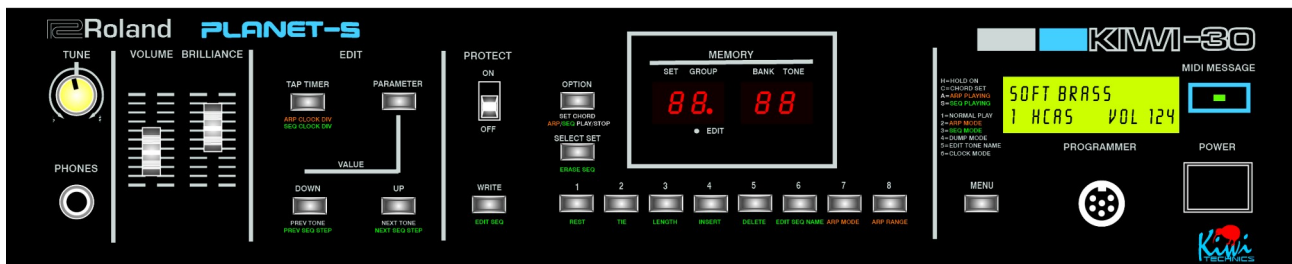 Roland PLANET-S
KIWI-30
TUNE
VOLUME BRILLIANCE
EDIT
PROTECT
MEMORY
SET GROUP BANK TONE
88. 88
EDIT
TAP TIMER
ARP CLOCK DIV
SEQ CLOCK DIV
PARAMETER
VALUE
DOWN
PREV TONE
PREV SEQ STEP
UP
NEXT TONE
NEXT SEQ STEP
PHONES
ON
OFF
WRITE
EDIT SEQ
OPTION
SET CHORD
ARP/SEQ PLAY/STOP
SELECT SET
ERASE SEQ
1 2 3 4 5 6 7 8
REST TIE LENGTH INSERT DELETE EDIT SEQ NAME ARP MODE ARP RANGE
H=HOLD ON
C=CHORD SET
A=ARP PLAYING
S=SEQ PLAYING
1=NORMAL PLAY
2=ARP MODE
3=SEQ MODE
4=DUMP MODE
5=EDIT TONE NAME
6=CLOCK MODE
SOFT BRASS
1 HCAS VOL 124
MIDI MESSAGE
PROGRAMMER
POWER
MENU
Kiwi
TECHNICS